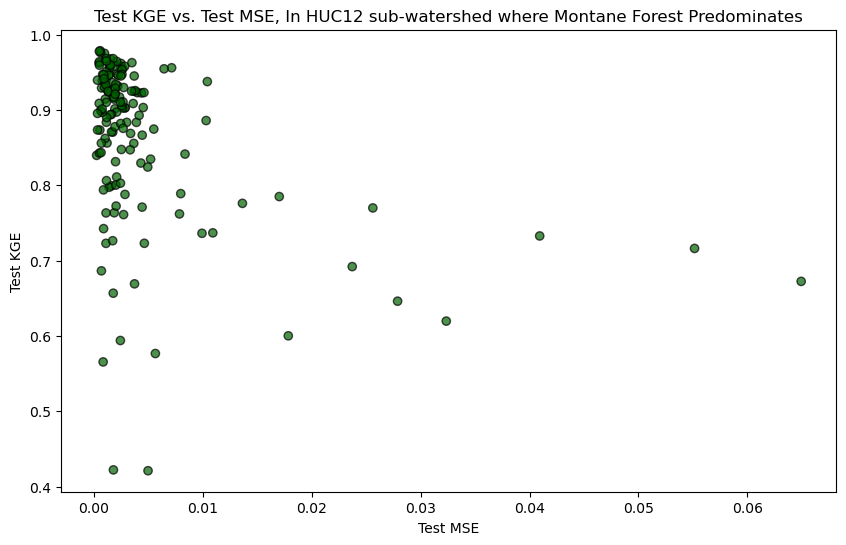 Test KGE vs. Test MSE, In HUC12 sub-watershed where Montane Forest Predominates
1.0
0.9
0.8
0.7
0.6
0.5
0.4
Test KGE
0.00 0.01 0.02 0.03 0.04 0.05 0.06
Test MSE